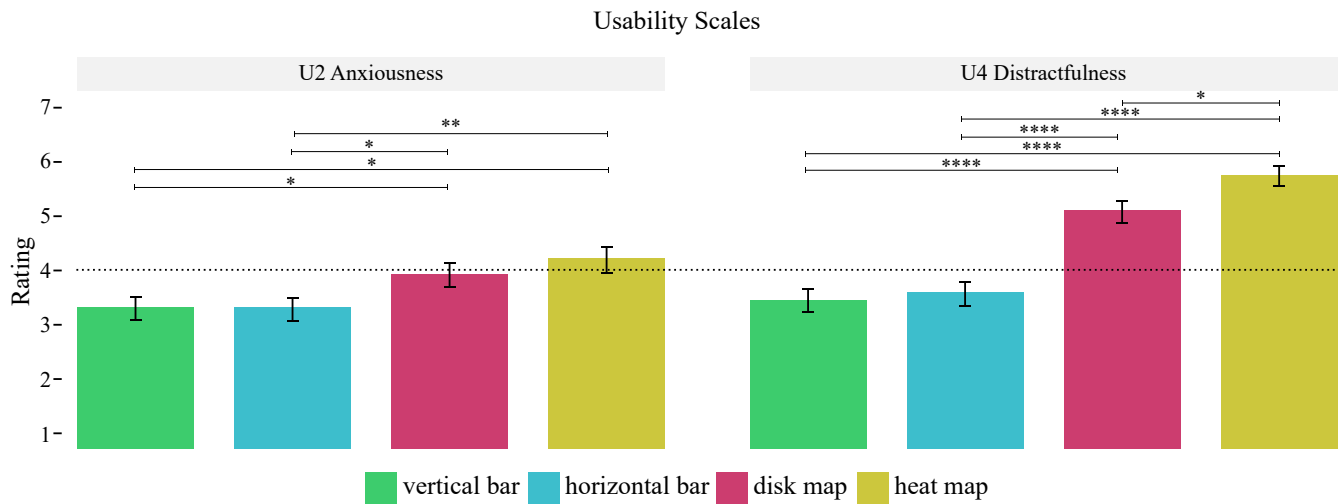 Usability Scales
U2 Anxiousness
U4 Distractfulness
Rating
7
6
5
4
3
2
1
**
*
*
*
*
****
****
****
****
vertical bar
horizontal bar
disk map
heat map